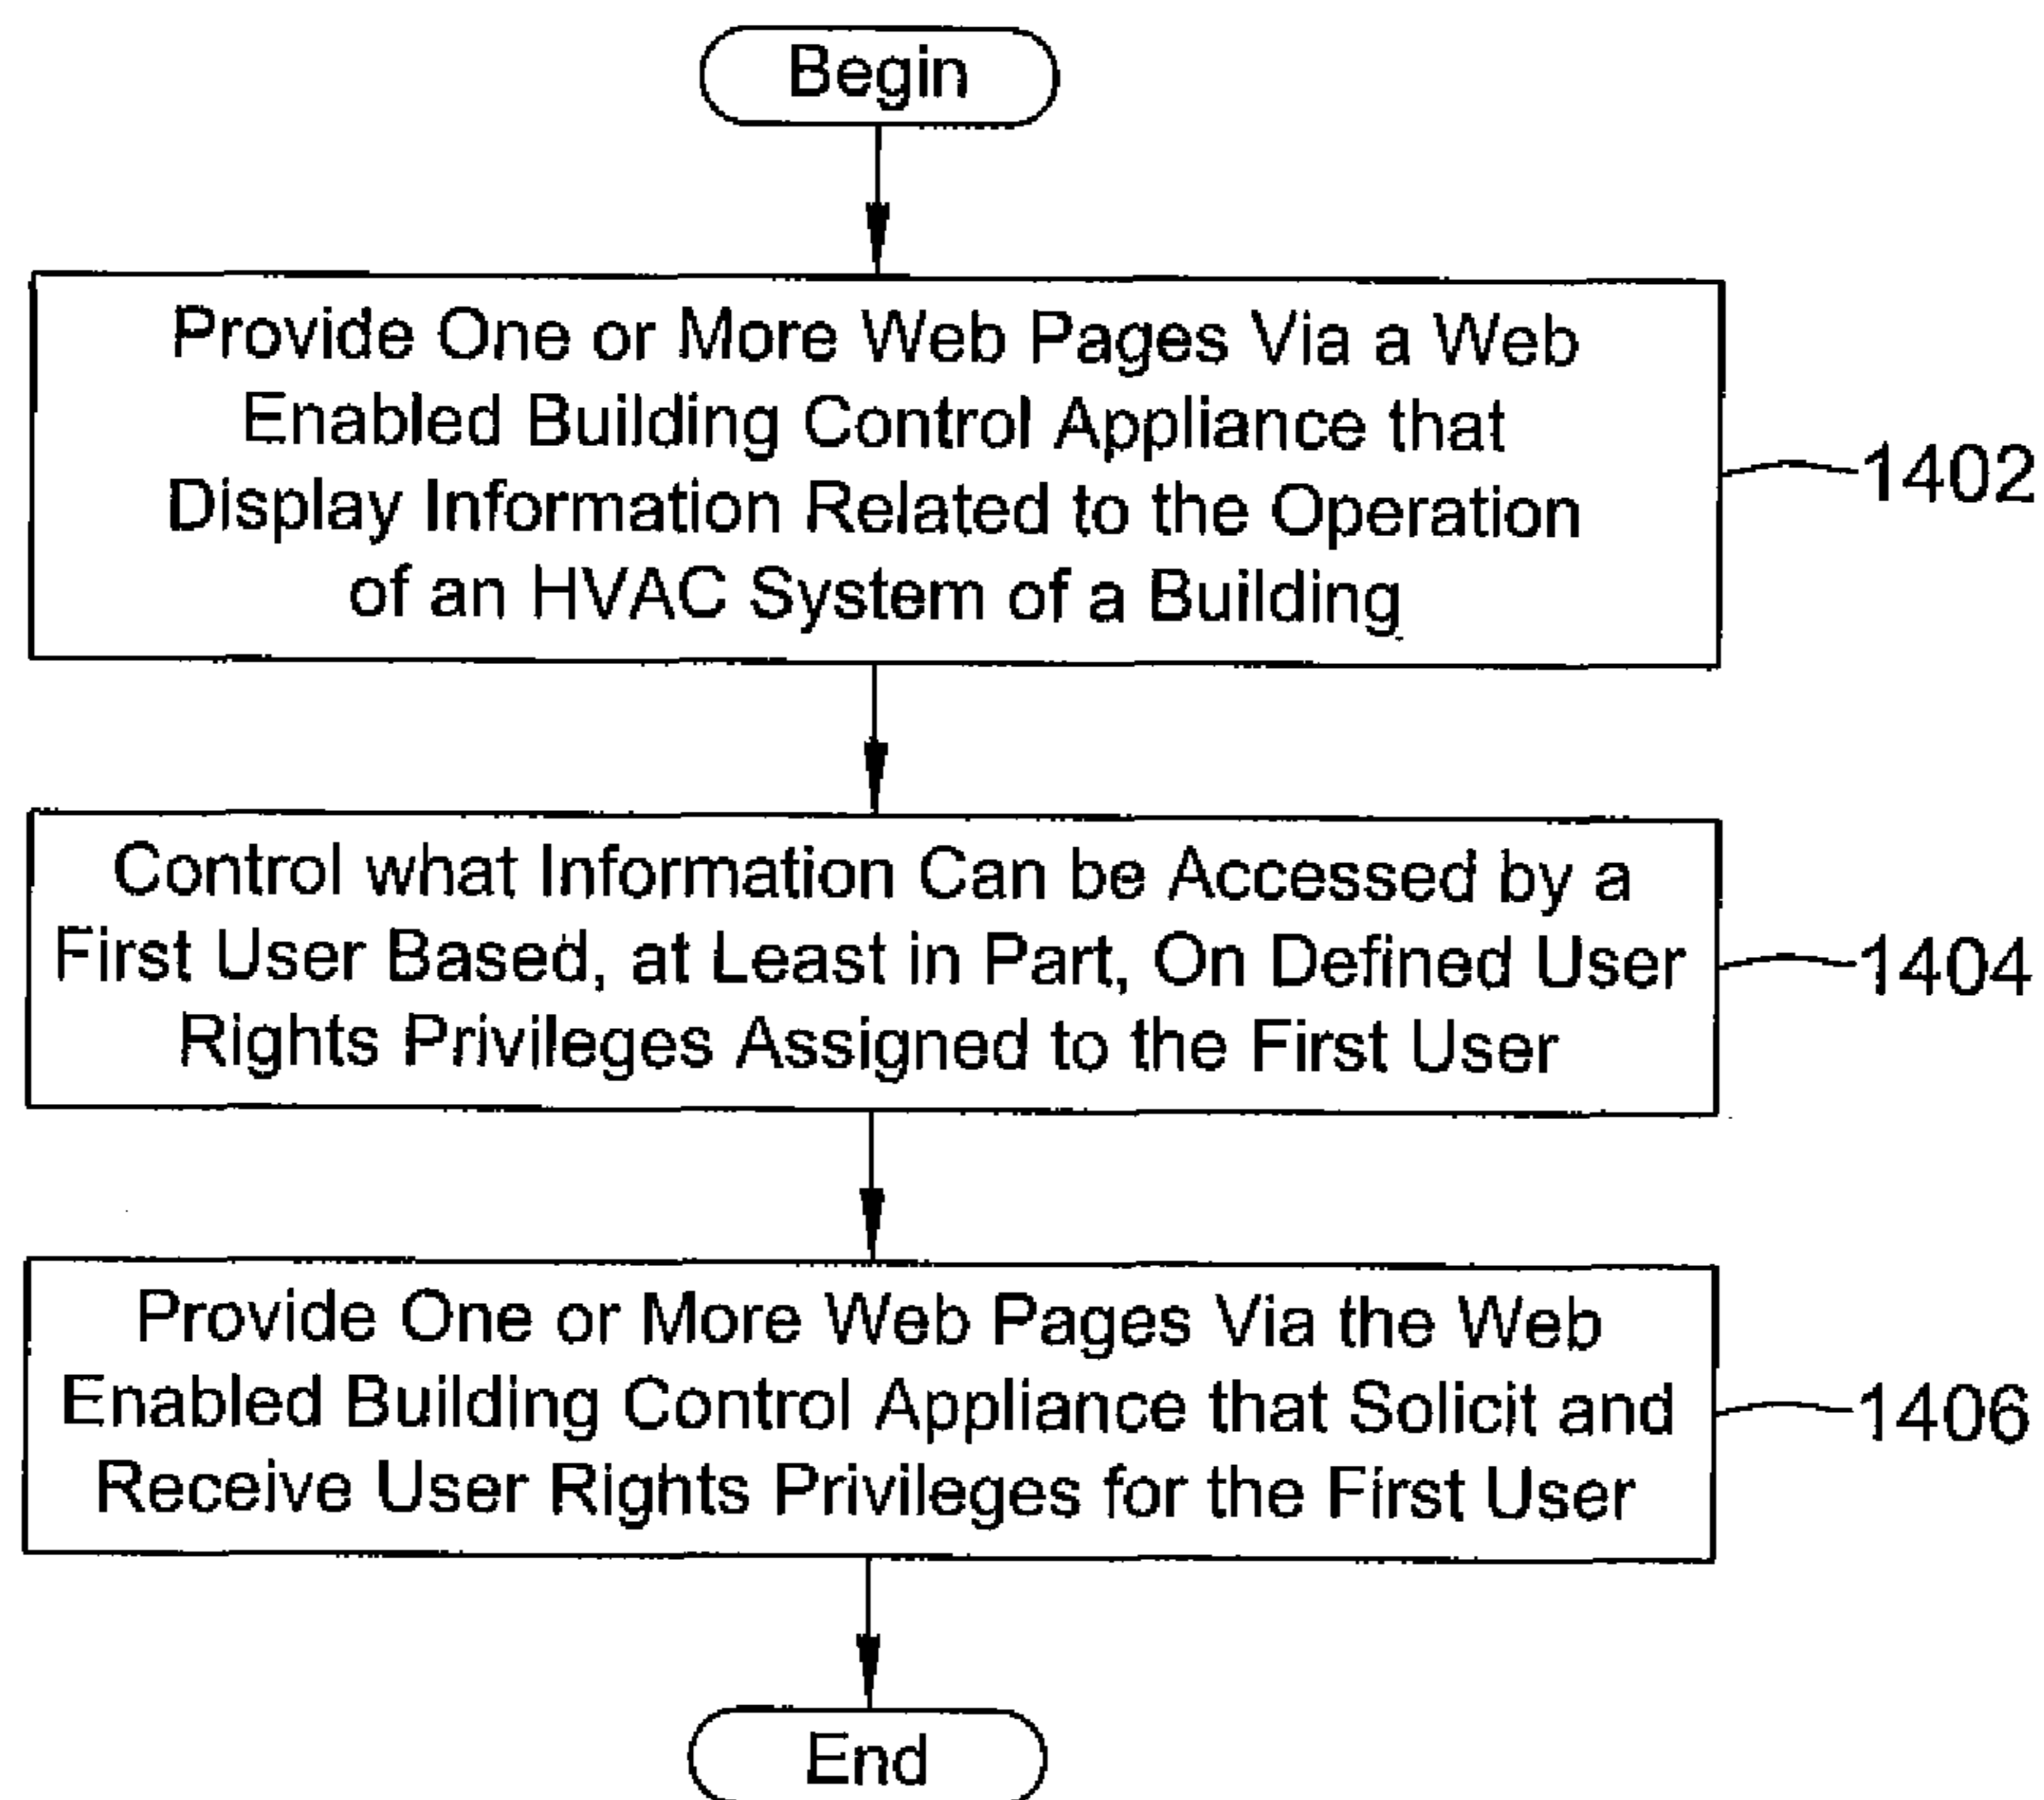 Begin
Provide One or More Web Pages Via a Web
Enabled Building Control Appliance that
Display Information Related to the Operation
of an HVAC System of a Building
1402
Control what Information Can be Accessed by a
First User Based, at Least in Part, On Defined User
Rights Privileges Assigned to the First User
1404
Provide One or More Web Pages Via the Web
Enabled Building Control Appliance that Solicit and
Receive User Rights Privileges for the First User
1406
End